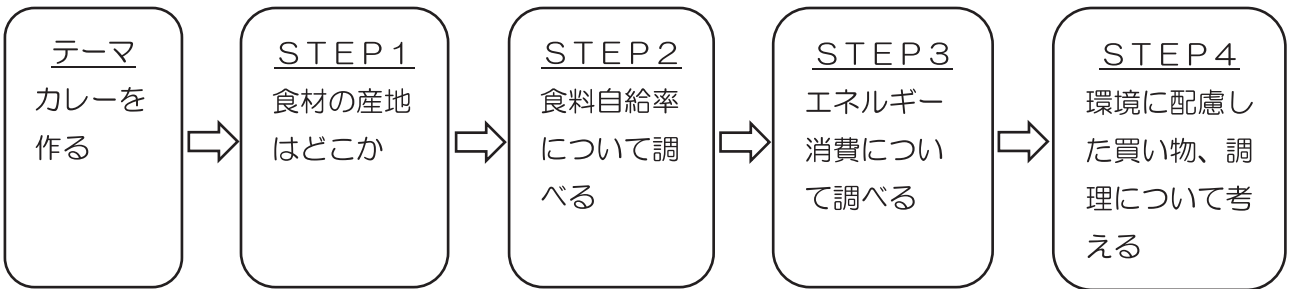 テーマ
カレーを
作る
STEP1
食材の産地
はどこか
STEP2
食料自給率
について調
べる
STEP3
エネルギー
消費につい
て調べる
STEP4
環境に配慮し
た買い物、調
理について考
える